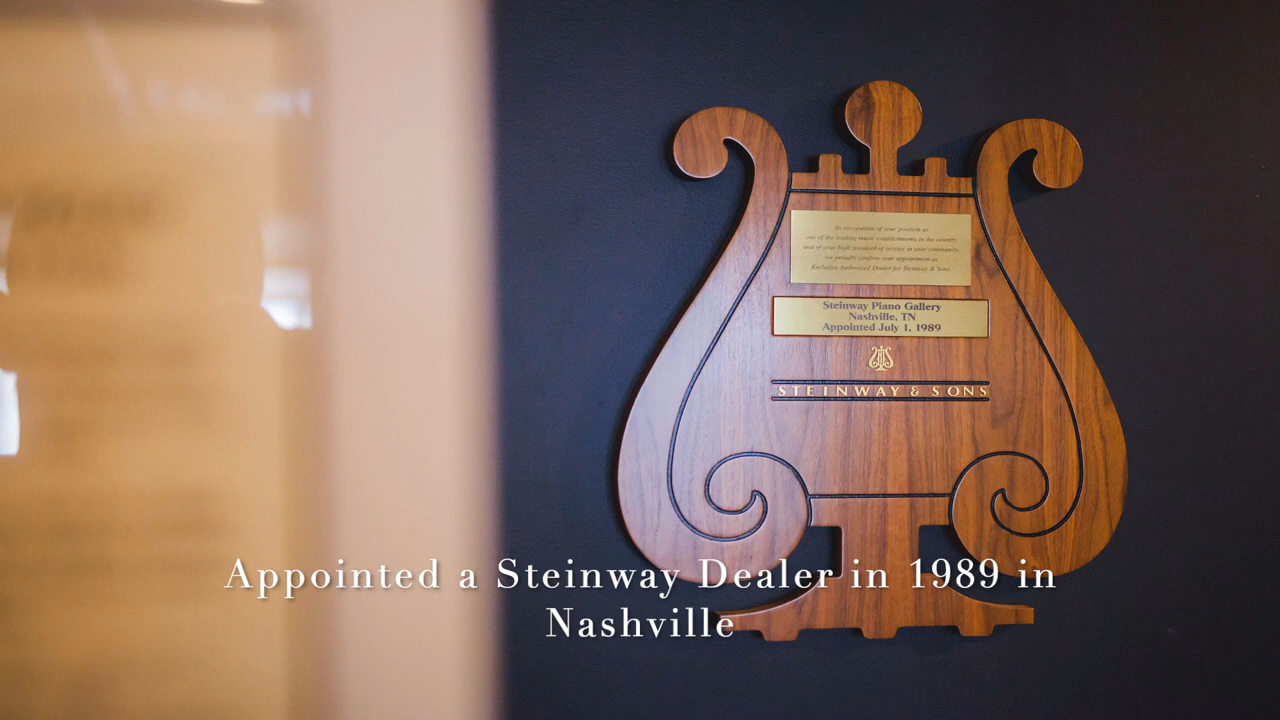 In recognition of your position as
one of the leading music establishments in the country
and of your high standard of service in your community
we proudly confirm your appointment as
Exclusive Authorized Dealer for Steinway & Sons
Steinway Piano Gallery
Nashville, TN
Appointed July 1, 1989
STEINWAY & SONS
Appointed a Steinway Dealer in 1989 in
Nashville